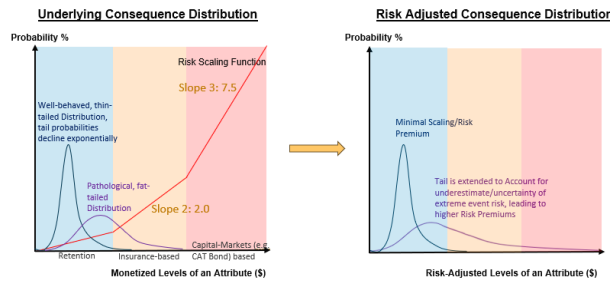 Underlying Consequence Distribution
Probability %
Risk Scaling Function
Slope 3: 7.5
Well-behaved, thin-
tailed Distribution,
tail probabilities
decline exponentially
Pathological, fat-
tailed
Distribution
Slope 2: 2.0
Retention
Insurance-based
Capital-Markets (e.g
CAT Bond) based
Monetized Levels of an Attribute ($)
Risk Adjusted Consequence Distribution
Probability %
Minimal Scaling/Risk
Premium
Tail is extended to Account for
underestimate/uncertainty of
extreme event risk, leading to
higher Risk Premiums
Risk-Adjusted Levels of an Attribute ($)